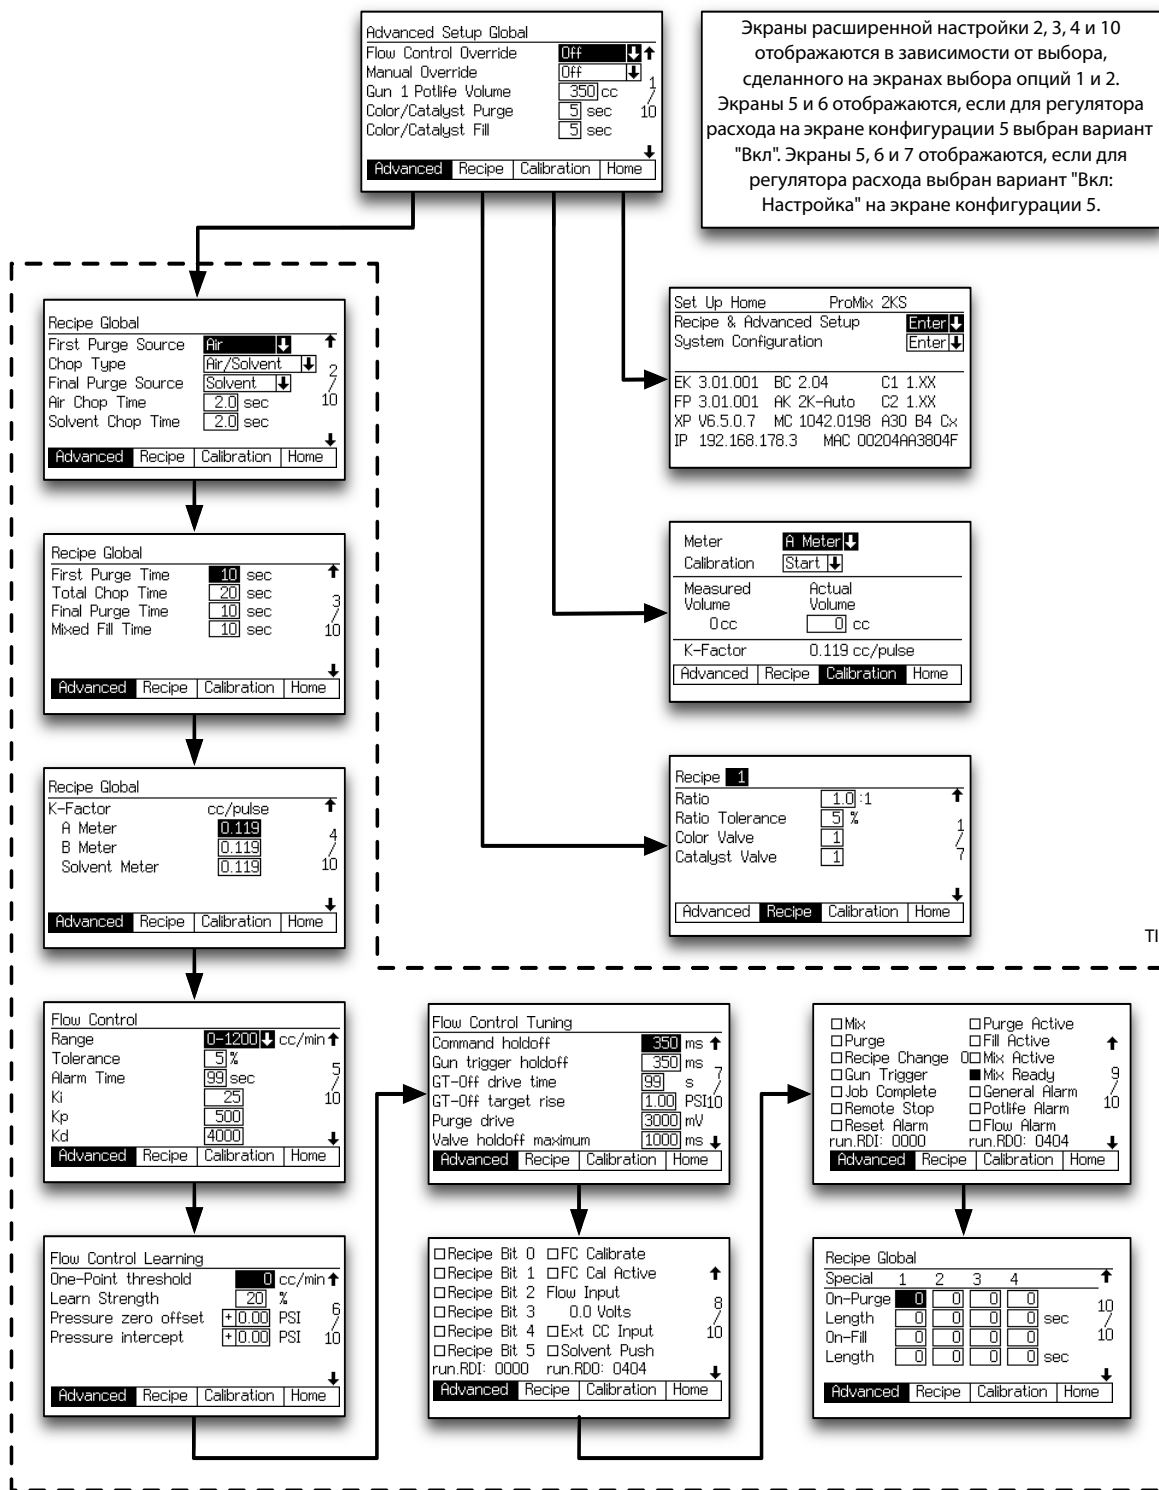 Advanced Setup Global
Flow Control Override Off
Manual Override Off
Gun 1 Potlife Volume 350 cc
Color/Catalyst Purge 5 sec
Color/Catalyst Fill 5 sec
1 / 10
Advanced Recipe Calibration Home
Экраны расширенной настройки 2, 3, 4 и 10
отображаются в зависимости от выбора,
сделанного на экранах выбора опций 1 и 2.
Экраны 5 и 6 отображаются, если для регулятора
расхода на экране конфигурации 5 выбран вариант
"Вкл". Экраны 5, 6 и 7 отображаются, если для
регулятора расхода выбран вариант "Вкл:
Настройка" на экране конфигурации 5.
Recipe Global
First Purge Source Air
Chop Type Air/Solvent
Final Purge Source Solvent
Air Chop Time 2.0 sec
Solvent Chop Time 2.0 sec
2 / 10
Advanced Recipe Calibration Home
Set Up Home ProMix 2KS
Recipe & Advanced Setup Enter
System Configuration Enter
EK 3.01.001 BC 2.04 C1 1.XX
FP 3.01.001 AK 2K-Auto C2 1.XX
XP V6.5.0.7 MC 1042.0198 A30 B4 Cx
IP 192.168.178.3 MAC 00204AA3804F
Recipe Global
First Purge Time 10 sec
Total Chop Time 20 sec
Final Purge Time 10 sec
Mixed Fill Time 10 sec
3 / 10
Advanced Recipe Calibration Home
Meter A Meter
Calibration Start
Measured Actual
Volume Volume
0 cc 0 cc
K-Factor 0.119 cc/pulse
Advanced Recipe Calibration Home
Recipe Global
K-Factor cc/pulse
A Meter 0.119
B Meter 0.119
Solvent Meter 0.119
4 / 10
Advanced Recipe Calibration Home
Recipe 1
Ratio 1.0 :1
Ratio Tolerance 5 %
Color Valve 1
Catalyst Valve 1
1 / 7
Advanced Recipe Calibration Home
TI
Flow Control
Range 0-1200 cc/min
Tolerance 5 %
Alarm Time 99 sec
Ki 25
Kp 500
Kd 4000
5 / 10
Advanced Recipe Calibration Home
Flow Control Tuning
Command holdoff 350 ms
Gun trigger holdoff 350 ms
GT-Off drive time 99 s
GT-Off target rise 1.00 PSI
Purge drive 3000 mV
Valve holdoff maximum 1000 ms
7 / 10
Advanced Recipe Calibration Home
Mix Purge Active
Purge Fill Active
Recipe Change 0 Mix Active
Gun Trigger Mix Ready
Job Complete General Alarm
Remote Stop Potlife Alarm
Reset Alarm Flow Alarm
run.RDI: 0000 run.RDO: 0404
9 / 10
Advanced Recipe Calibration Home
Flow Control Learning
One-Point threshold 0 cc/min
Learn Strength 20 %
Pressure zero offset + 0.00 PSI
Pressure intercept + 0.00 PSI
6 / 10
Advanced Recipe Calibration Home
Recipe Bit 0 FC Calibrate
Recipe Bit 1 FC Cal Active
Recipe Bit 2 Flow Input
Recipe Bit 3 0.0 Volts
Recipe Bit 4 Ext CC Input
Recipe Bit 5 Solvent Push
run.RDI: 0000 run.RDO: 0404
8 / 10
Advanced Recipe Calibration Home
Recipe Global
Special 1 2 3 4
On-Purge 0 0 0 0
Length 0 0 0 0 sec
On-Fill 0 0 0 0
Length 0 0 0 0 sec
10 / 10
Advanced Recipe Calibration Home